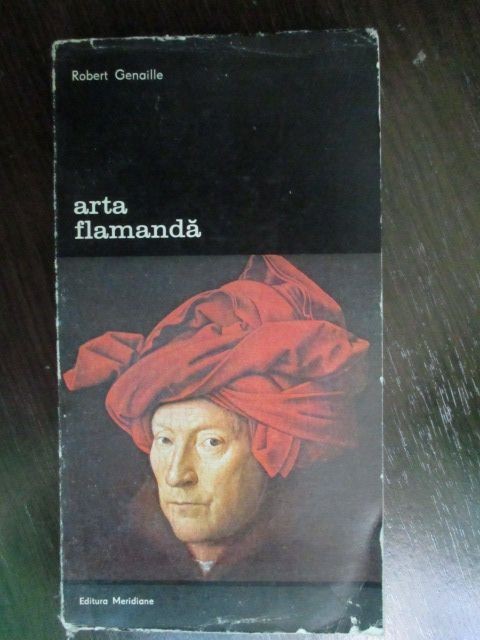 Robert Genaille
arta
flamandă
Editura Meridiane